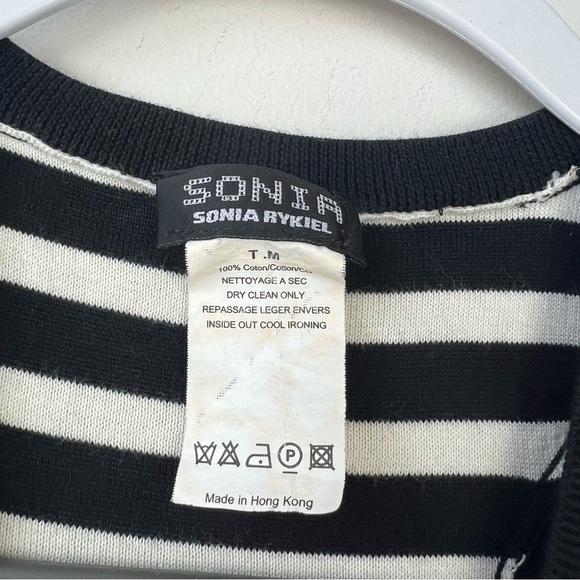 SONIA
SONIA RYKIEL
T .M
100% Coton/Cotton/
NETTOYAGE A SEC
DRY CLEAN ONLY
REPASSAGE LEGER ENVERS
INSIDE OUT COOL IRONING
P
Made in Hong Kong